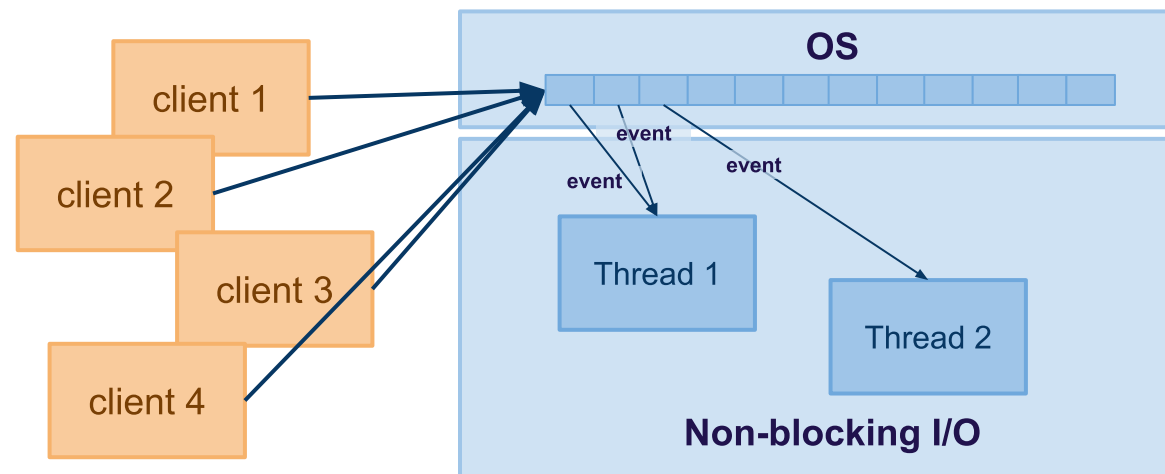 OS
client 1
client 2
client 3
client 4
event
event
event
Thread 1
Thread 2
Non-blocking I/O